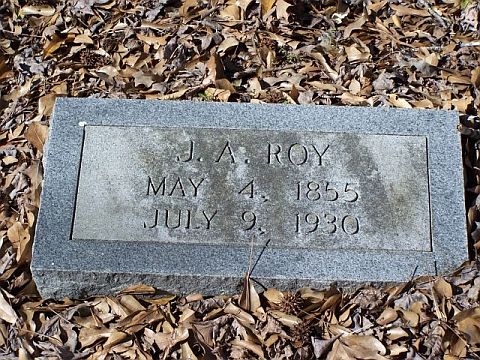 J. A. ROY
MAY 4, 1855
JULY 9, 1930